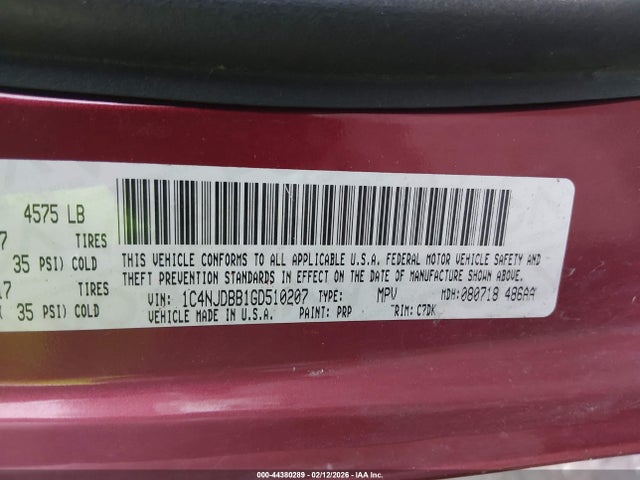 4575 LB
7 TIRES
35 PSI) COLD
17 TIRES
( 35 PSI) COLD
THIS VEHICLE CONFORMS TO ALL APPLICABLE U.S.A. FEDERAL MOTOR VEHICLE SAFETY AND
THEFT PREVENTION STANDARDS IN EFFECT ON THE DATE OF MANUFACTURE SHOWN ABOVE.
VIN: 1C4NJDBB1GD510207 TYPE: MPV MDH:080718 486AA
VEHICLE MADE IN U.S.A. PAINT: PRP RIM: C7DK
000-44380289 - 02/12/2026 - IAA Inc.